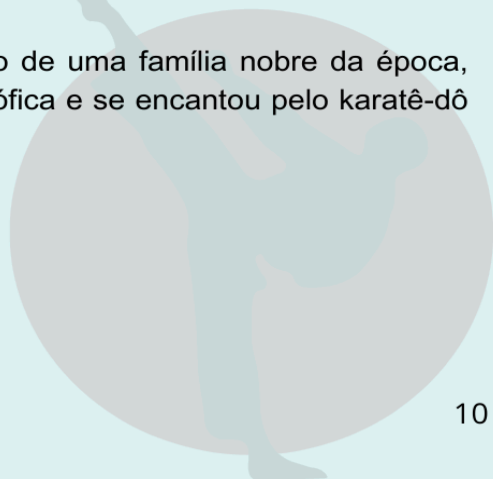 o de uma família nobre da época,
ófica e se encantou pelo karatê-dô
10